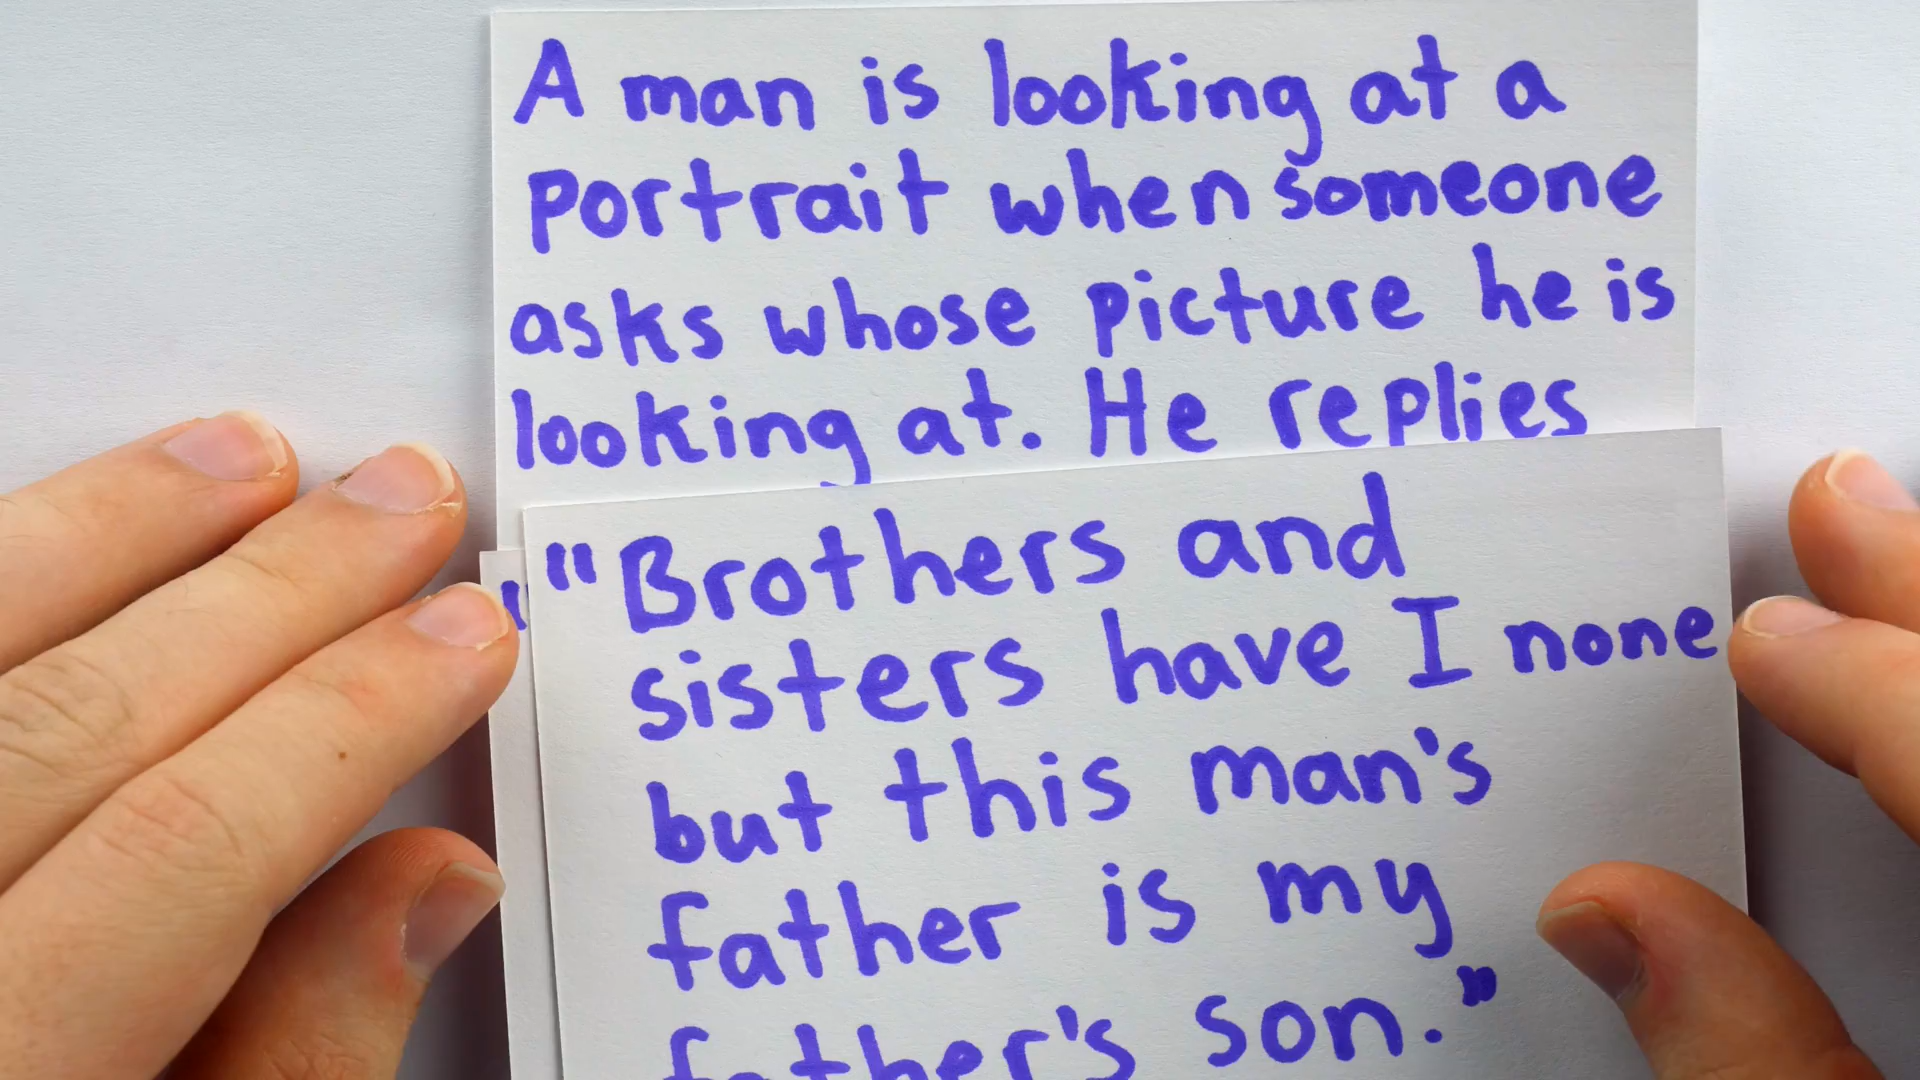 A man is looking at a
portrait when someone
asks whose picture he is
looking at. He replies
"Brothers and
sisters have I none
but this man's
father is my
father's son."